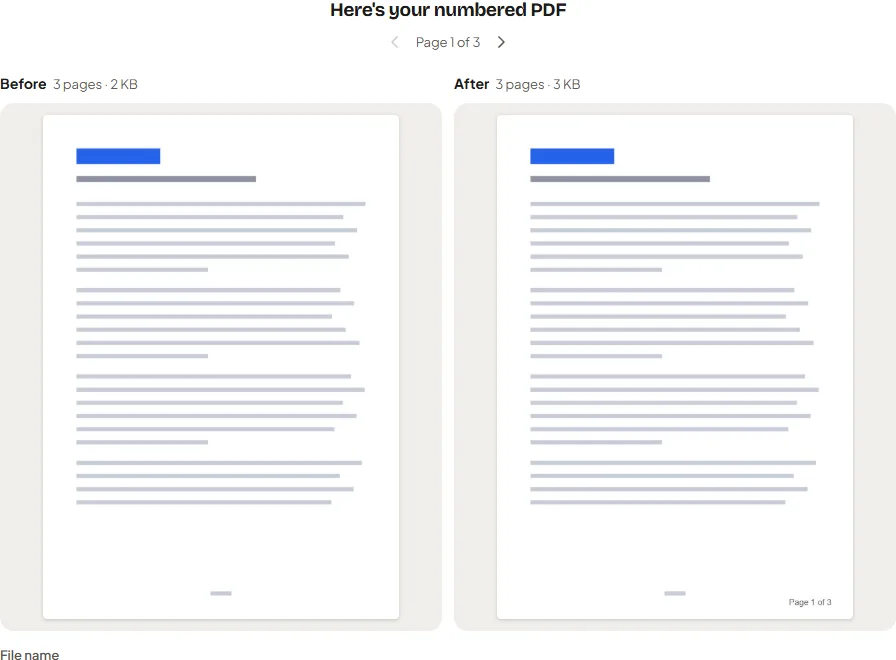 Here's your numbered PDF
Page 1 of 3
Before 3 pages · 2 KB
After 3 pages · 3 KB
Page 1 of 3
File name